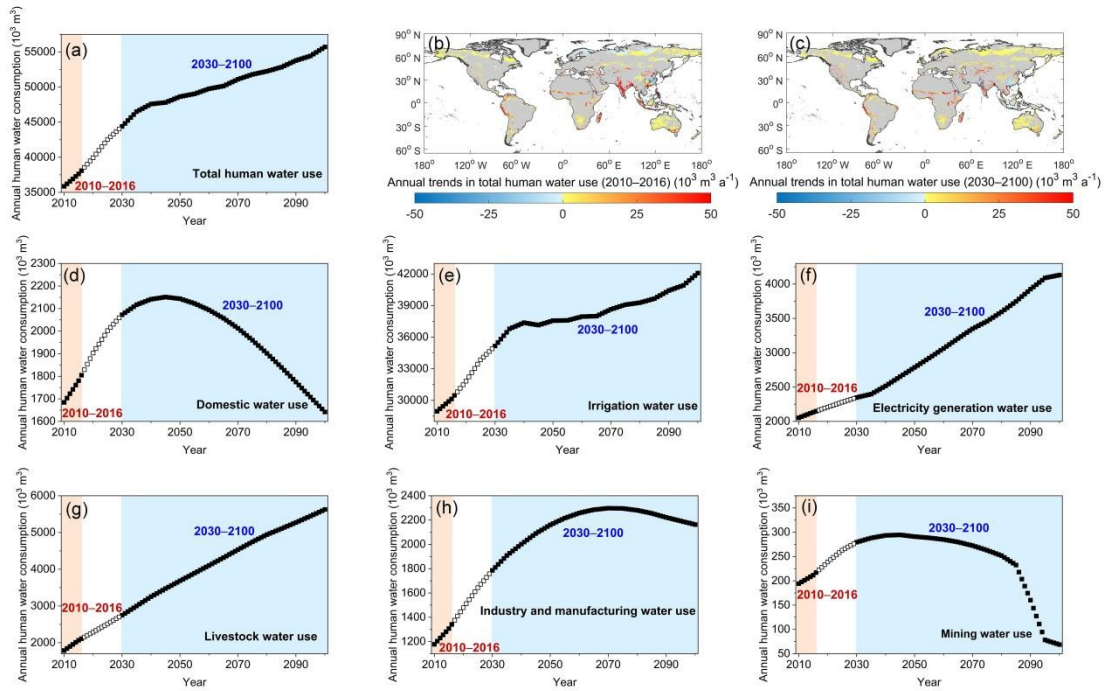 (a)
Annual human water consumption (10³ m³)
55000
50000
45000
40000
35000
2010 2030 2050 2070 2090
Year
2030–2100
2010–2016
Total human water use
(b)
90° N
60° N
30° N
0°
30° S
60° S
180° 120° W 60° W 0° 60° E 120° E 180°
Annual trends in total human water use (2010–2016) (10³ m³ a⁻¹)
-50 -25 0 25 50
(c)
90° N
60° N
30° N
0°
30° S
60° S
180° 120° W 60° W 0° 60° E 120° E 180°
Annual trends in total human water use (2030–2100) (10³ m³ a⁻¹)
-50 -25 0 25 50
(d)
Annual human water consumption (10³ m³)
2300
2200
2100
2000
1900
1800
1700
1600
2010 2030 2050 2070 2090
Year
2030–2100
2010–2016
Domestic water use
(e)
Annual human water consumption (10³ m³)
42000
39000
36000
33000
30000
2010 2030 2050 2070 2090
Year
2030–2100
2010–2016
Irrigation water use
(f)
Annual human water consumption (10³ m³)
4000
3500
3000
2500
2000
2010 2030 2050 2070 2090
Year
2030–2100
2010–2016
Electricity generation water use
(g)
Annual human water consumption (10³ m³)
6000
5000
4000
3000
2000
2010 2030 2050 2070 2090
Year
2030–2100
2010–2016
Livestock water use
(h)
Annual human water consumption (10³ m³)
2400
2200
2000
1800
1600
1400
1200
2010 2030 2050 2070 2090
Year
2030–2100
2010–2016
Industry and manufacturing water use
(i)
Annual human water consumption (10³ m³)
350
300
250
200
150
100
50
2010 2030 2050 2070 2090
Year
2030–2100
2010–2016
Mining water use